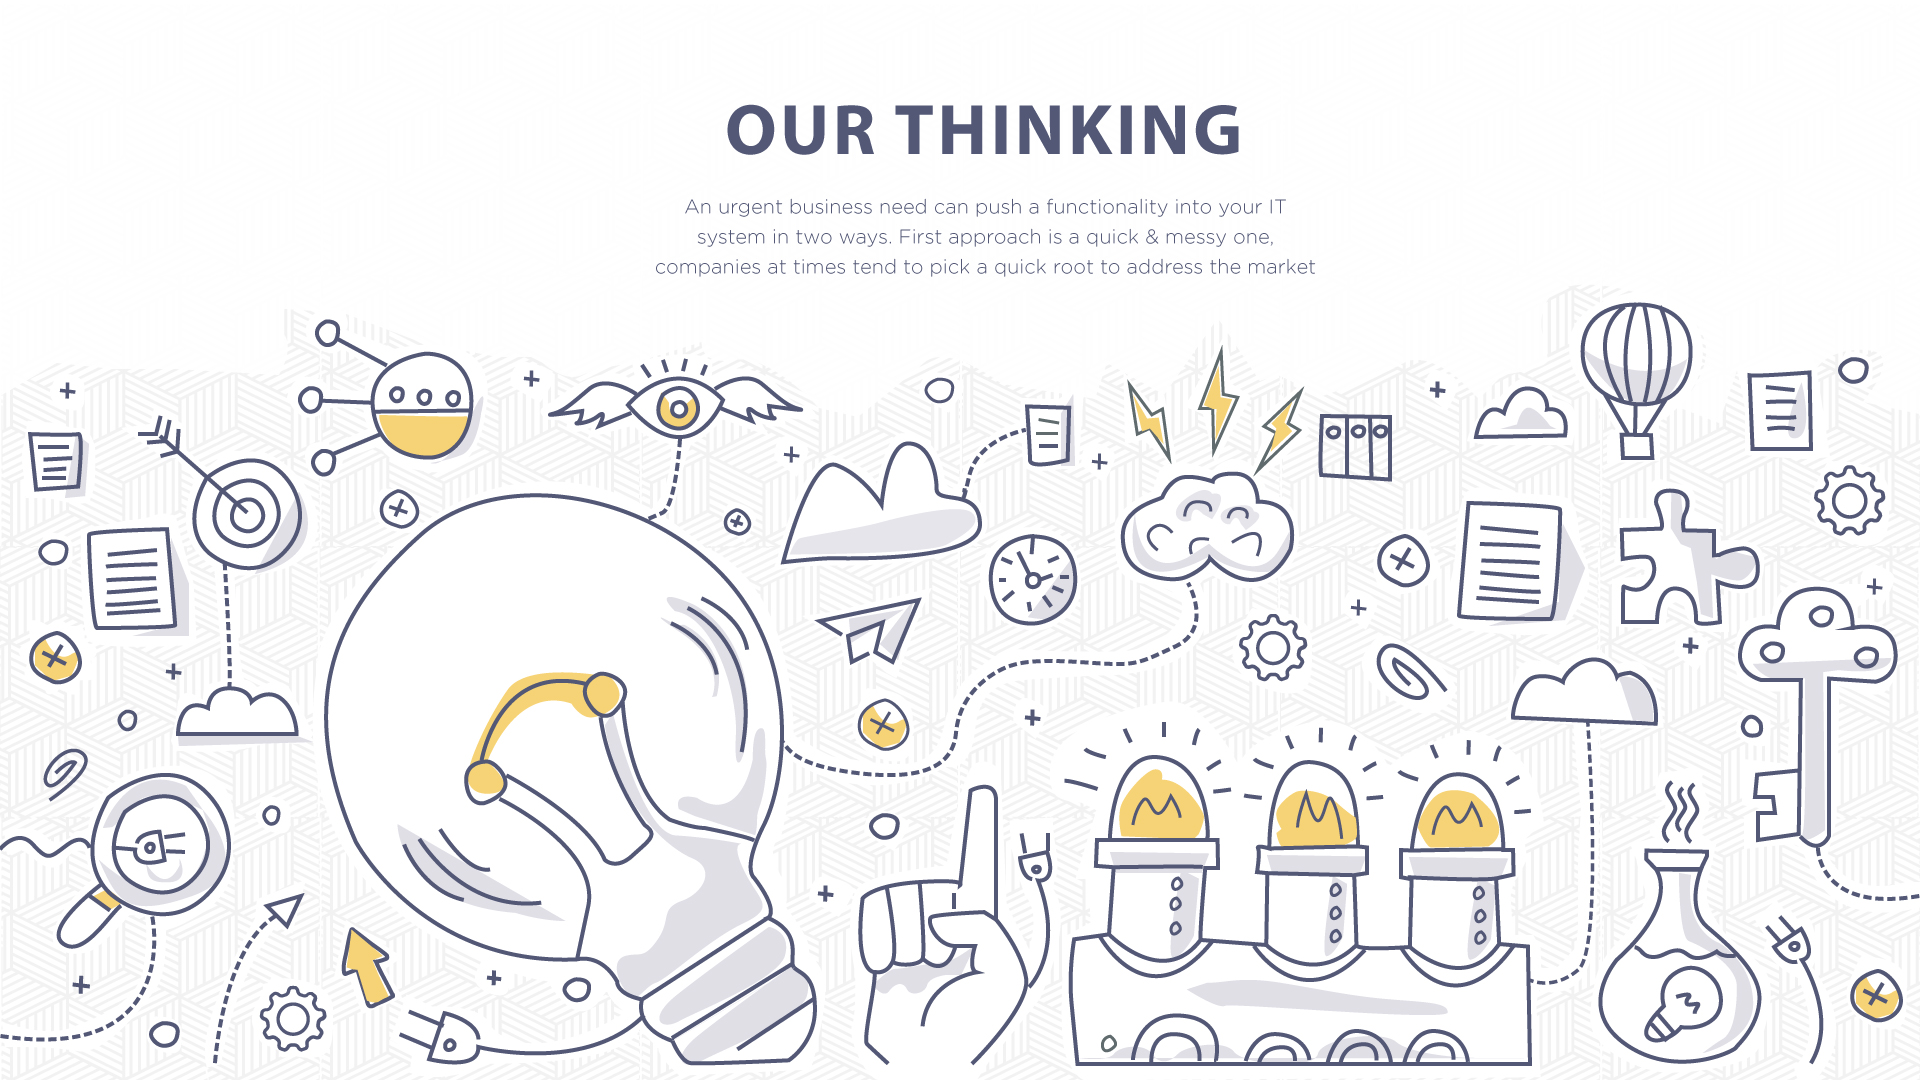 OUR THINKING
An urgent business need can push a functionality into your IT
system in two ways. First approach is a quick & messy one,
companies at times tend to pick a quick root to address the market